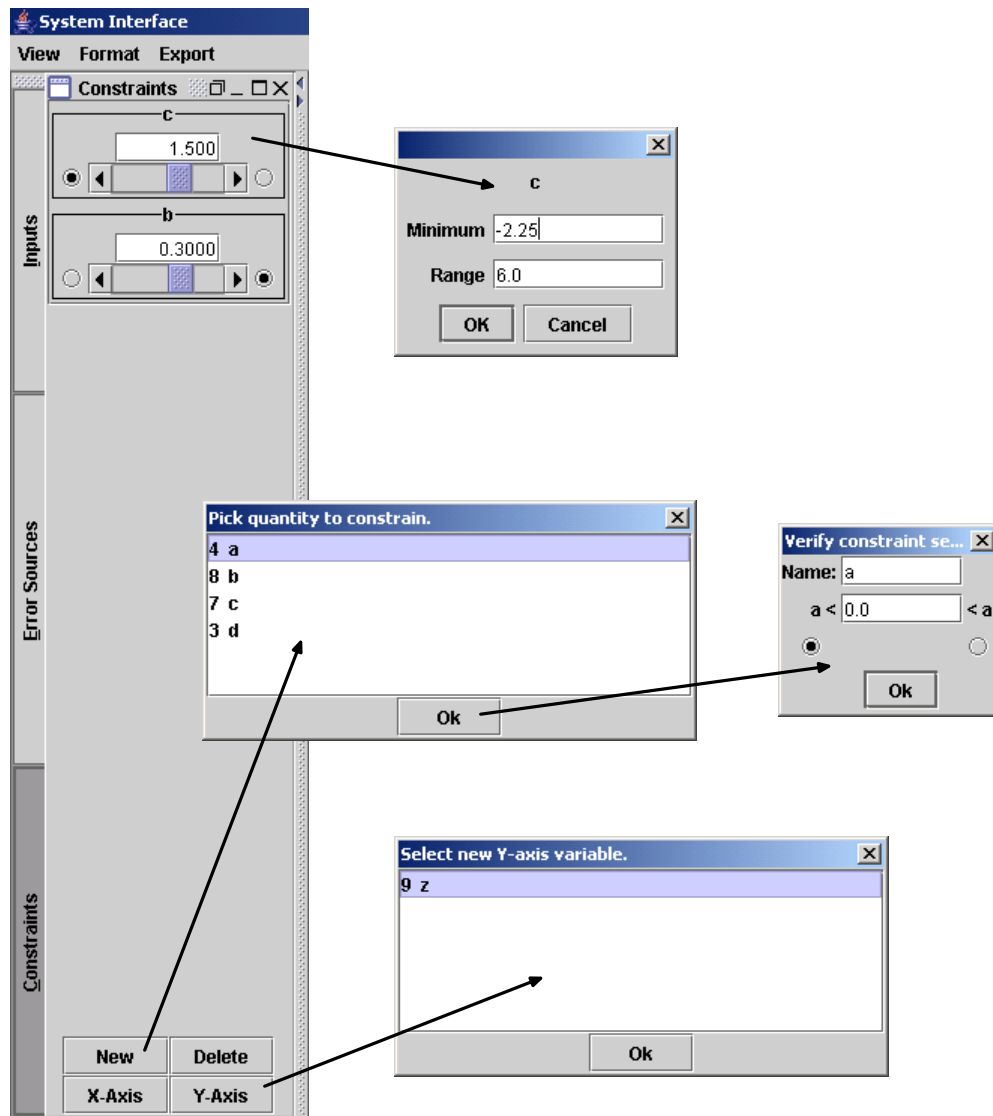 System Interface
View Format Export
Constraints
c
1.500
b
0.3000
Inputs
Error Sources
Constraints
New Delete
X-Axis Y-Axis
c
Minimum -2.25
Range 6.0
OK Cancel
Pick quantity to constrain.
4 a
8 b
7 c
3 d
Ok
Verify constraint se...
Name: a
a < 0.0 < a
Ok
Select new Y-axis variable.
9 z
Ok